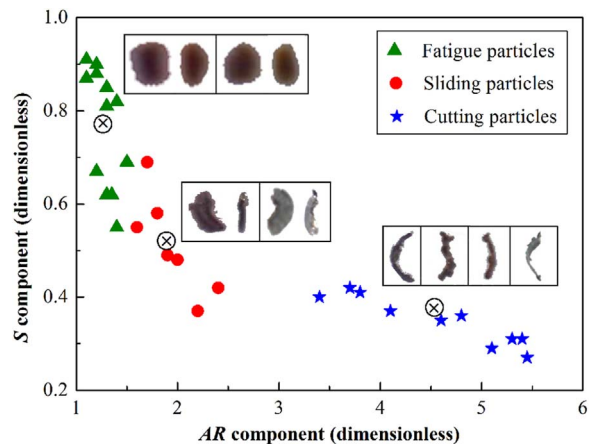 1.0
0.8
0.6
0.4
0.2
S component (dimensionless)
Fatigue particles
Sliding particles
Cutting particles
1 2 3 4 5 6
AR component (dimensionless)